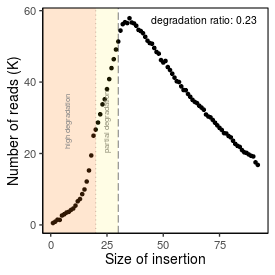 degradation ratio: 0.23
60
40
20
0
Number of reads (K)
high degradation
partial degradation
0
25
50
75
Size of insertion